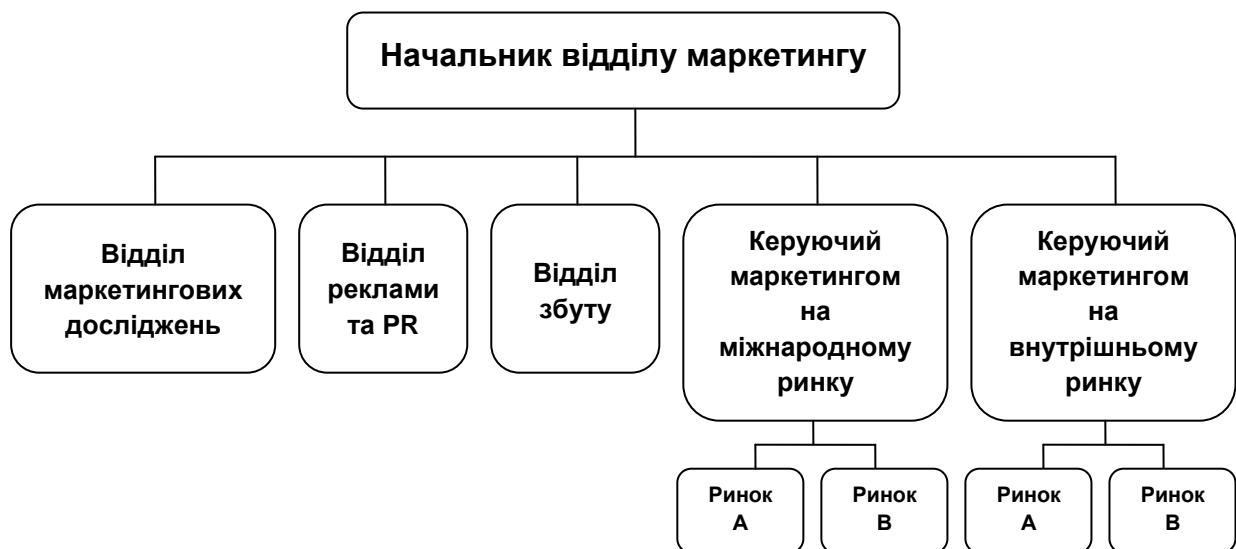 Начальник відділу маркетингу
Відділ
маркетингових
досліджень
Відділ
реклами
та PR
Відділ
збуту
Керуючий
маркетингом
на
міжнародному
ринку
Керуючий
маркетингом
на
внутрішньому
ринку
Ринок
А
Ринок
В
Ринок
А
Ринок
В